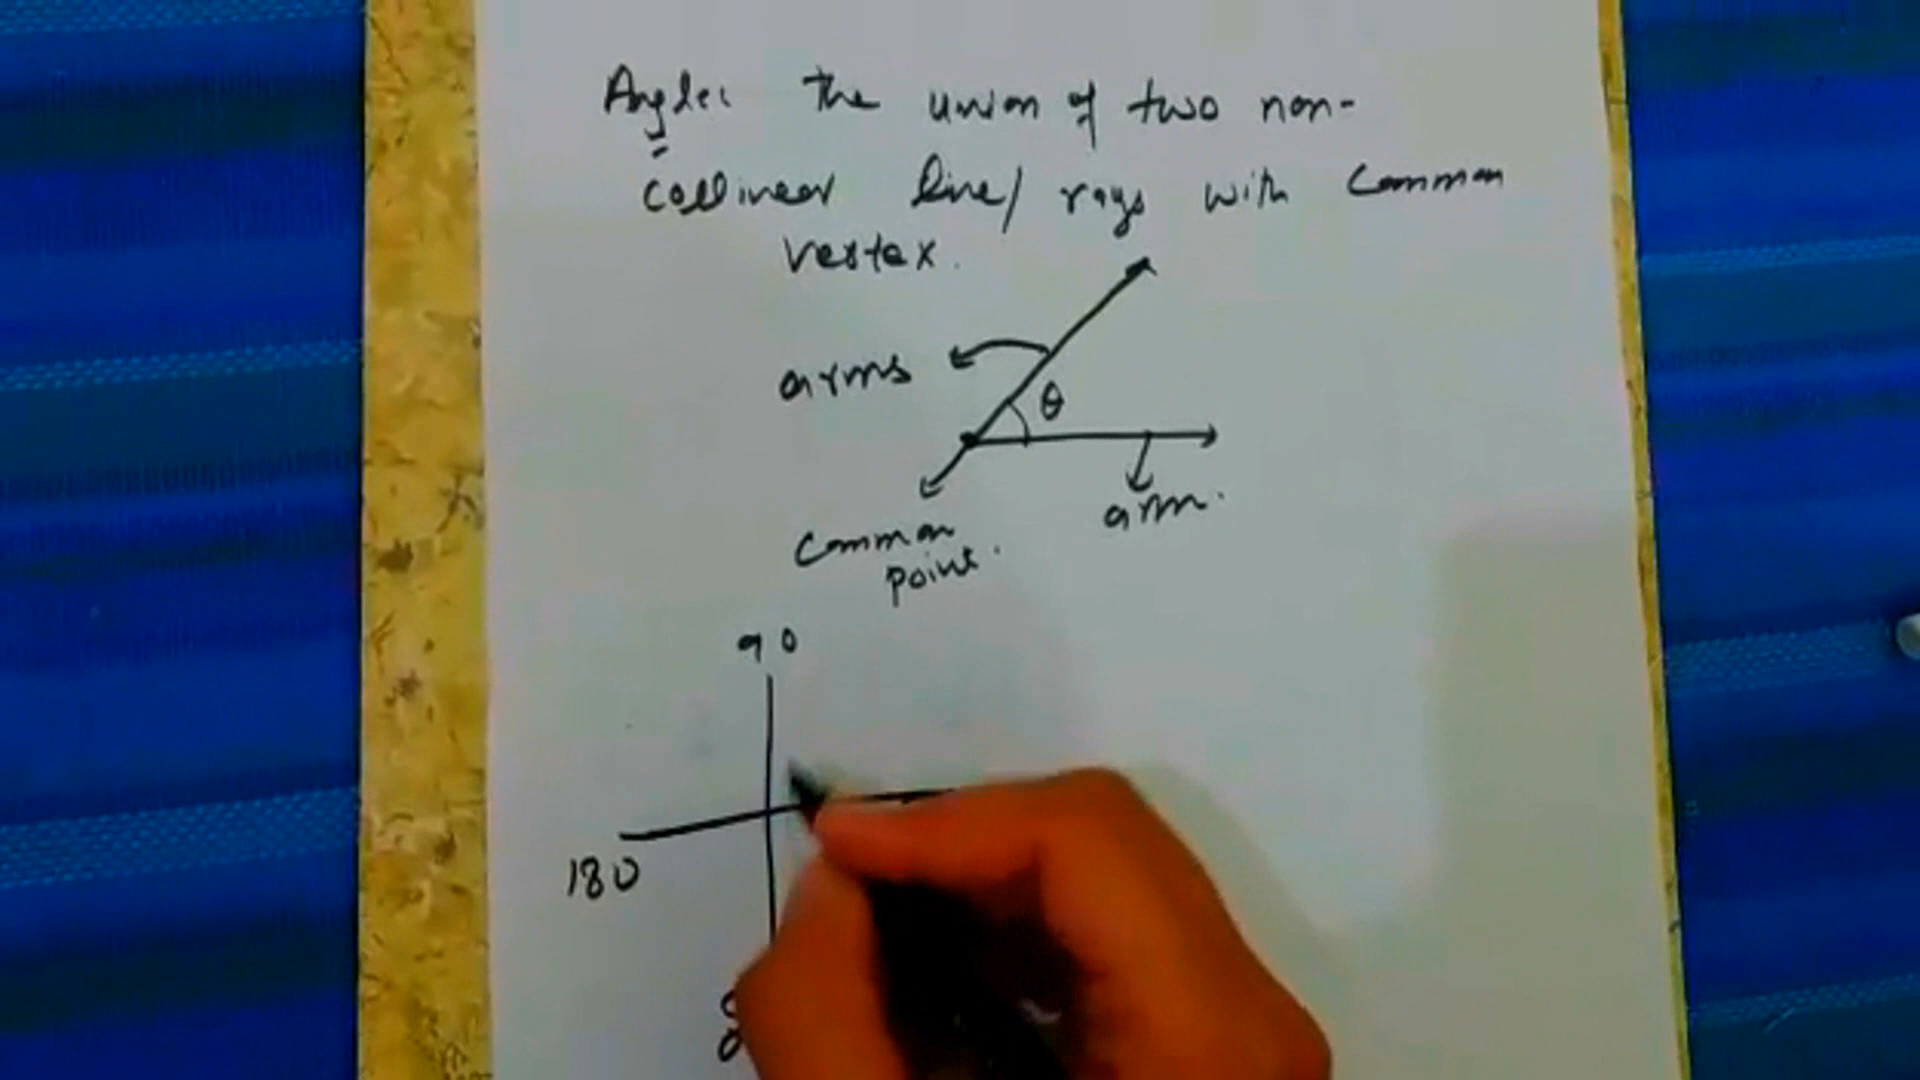 Angle: The union of two non-
collinear line/ rays with Common
vertex.
arms
θ
arm.
Common
point.
90
180